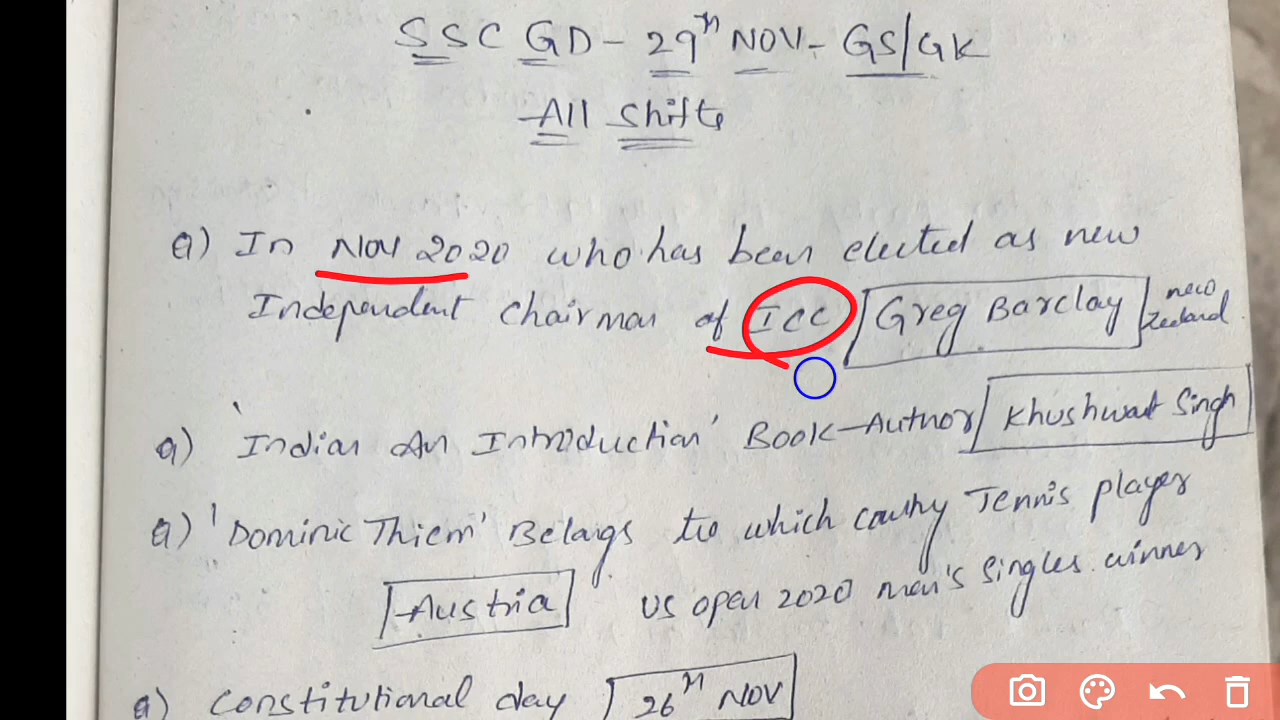 SSC GD - 29th NOV - GS/GK
All Shifts
Q) In Nov 2020 who has been elected as new
Independent Chairman of ICC Greg Barclay new Zealand
Q) 'Indian An Introduction' Book - Author Khushwat Singh
Q) 'Dominic Thiem' Belongs to which country Tennis player
Austria US open 2020 men's singles winner
Q) Constitutional day 26th NOV